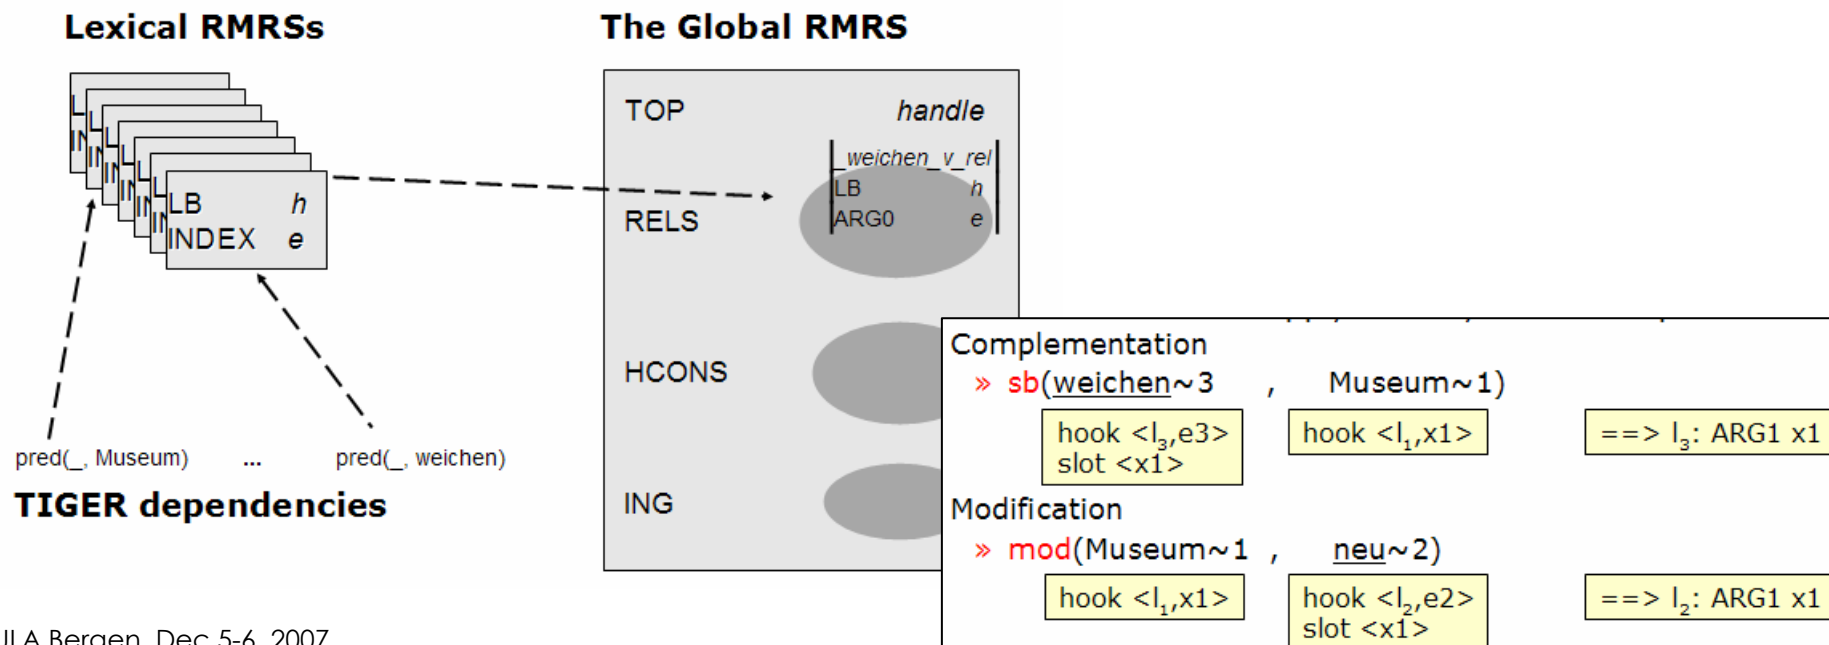 Lexical RMRSs
The Global RMRS
LB h
INDEX e
TOP handle
_weichen_v_rel
LB h
ARG0 e
RELS
HCONS
ING
pred(_, Museum) ... pred(_, weichen)
TIGER dependencies
Complementation
» sb(weichen~3 , Museum~1)
hook <l₃,e3> hook <l₁,x1> ==> l₃: ARG1 x1
slot <x1>
Modification
» mod(Museum~1 , neu~2)
hook <l₁,x1> hook <l₂,e2> ==> l₂: ARG1 x1
slot <x1>
Bergen, Dec 5-6, 2007